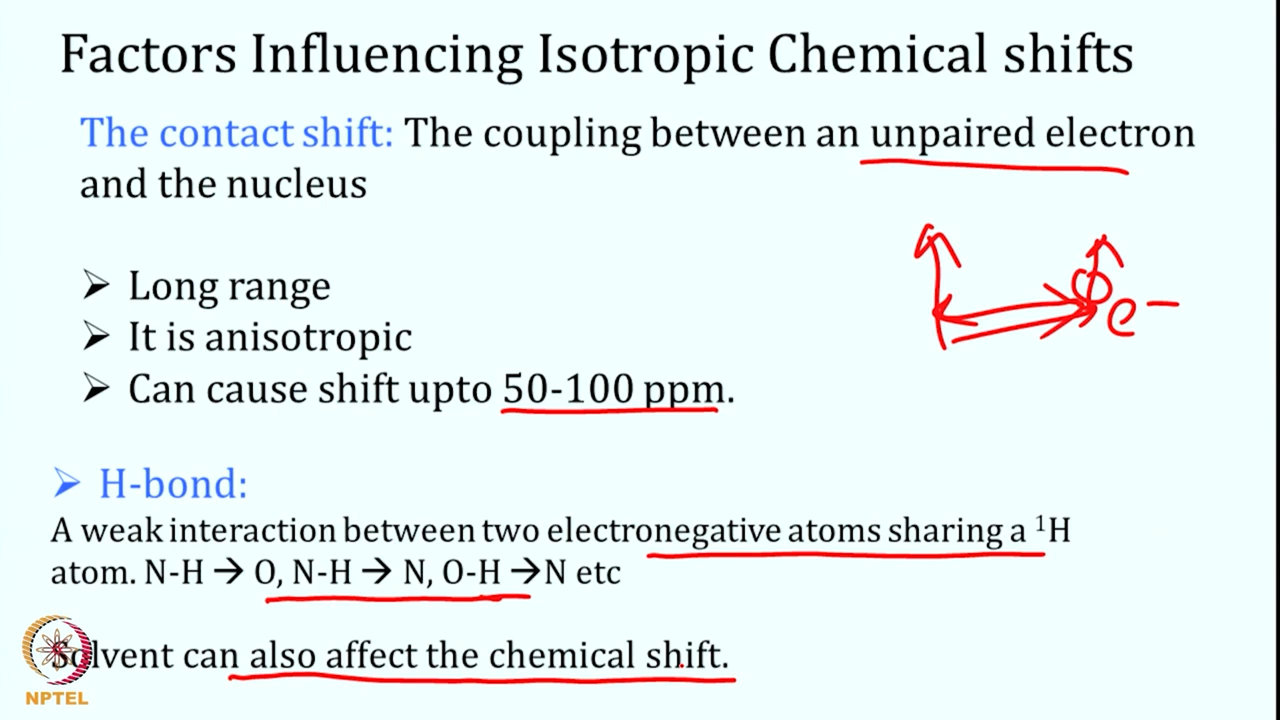 Factors Influencing Isotropic Chemical shifts
The contact shift: The coupling between an unpaired electron
and the nucleus
➤ Long range
➤ It is anisotropic
➤ Can cause shift upto 50-100 ppm.
e−
➤ H-bond:
A weak interaction between two electronegative atoms sharing a ¹H
atom. N-H → O, N-H → N, O-H →N etc
Solvent can also affect the chemical shift.
NPTEL